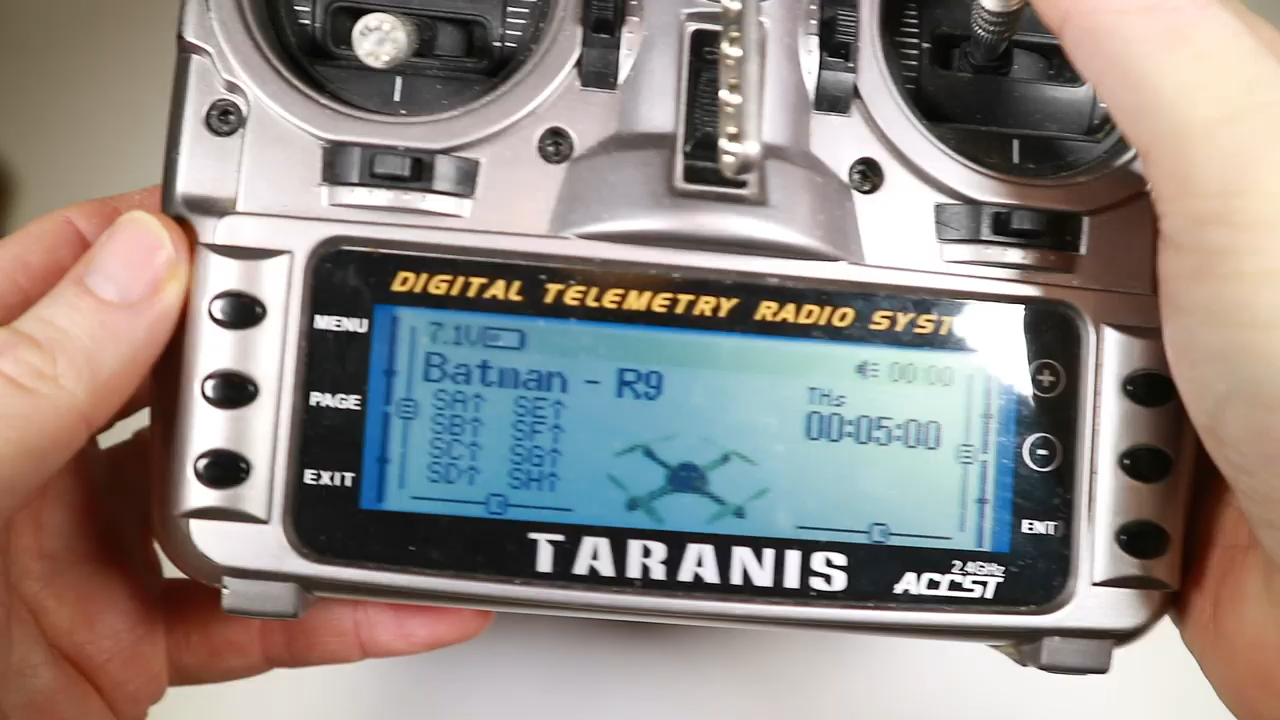 DIGITAL TELEMETRY RADIO SYST
MENU
PAGE
EXIT
7.1V
Batman - R9
SA↑ SE↑
SB↑ SF↑
SC↑ SG↑
SD↑ SH↑
00:00
THs
00:05:00
+
-
ENT
TARANIS
2.4GHz
ACCST